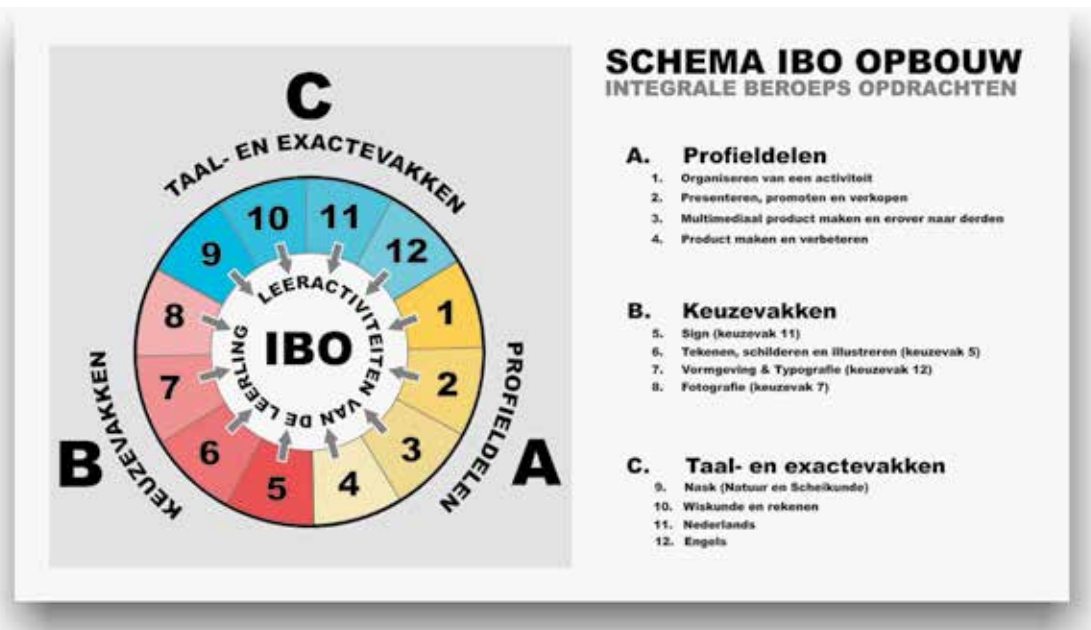 C
TAAL- EN EXACTEVAKKEN
9
10
11
12
8
1
7
2
6
3
5
4
LEERACTIVITEITEN VAN DE LEERLING
IBO
B
KEUZEVAKKEN
A
PROFIELDELEN
SCHEMA IBO OPBOUW
INTEGRALE BEROEPS OPDRACHTEN
A. Profieldelen
1. Organiseren van een activiteit
2. Presenteren, promoten en verkopen
3. Multimediaal product maken en erover naar derden
4. Product maken en verbeteren
B. Keuzevakken
5. Sign (keuzevak 11)
6. Tekenen, schilderen en illustreren (keuzevak 5)
7. Vormgeving & Typografie (keuzevak 12)
8. Fotografie (keuzevak 7)
C. Taal- en exactevakken
9. Nask (Natuur en Scheikunde)
10. Wiskunde en rekenen
11. Nederlands
12. Engels